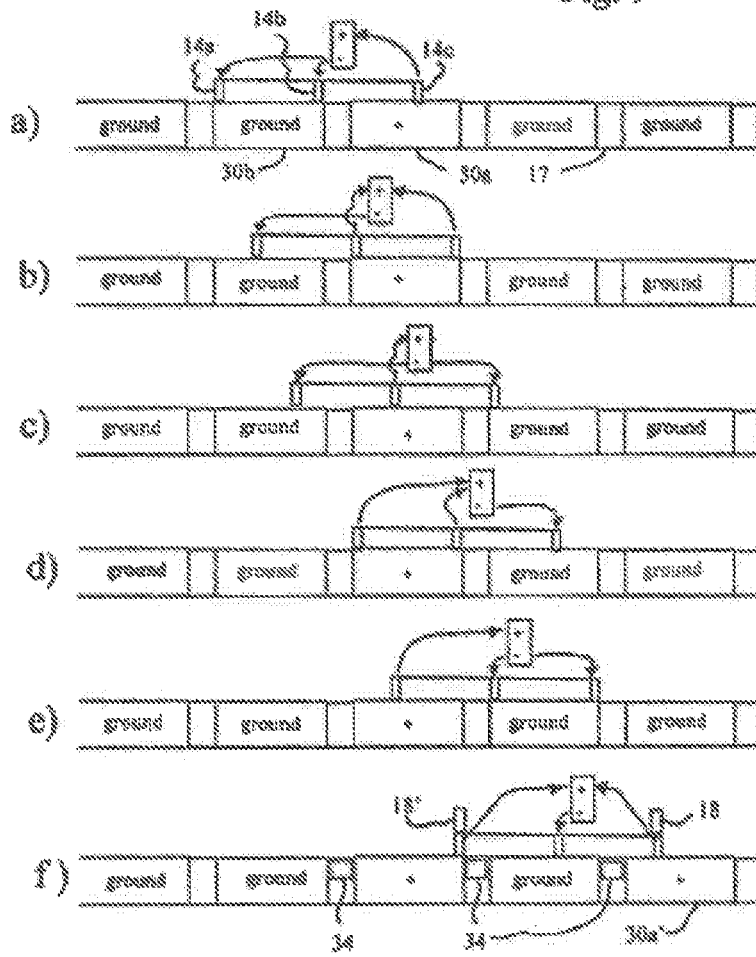 14a 14b + - 14c
a) ground ground + ground ground
30b 30a 17
+ -
b) ground ground + ground ground
+ -
c) ground ground + ground ground
+ -
d) ground ground + ground ground
+ -
e) ground ground + ground ground
18' + - 18
f) ground ground + ground +
34 34 30a'